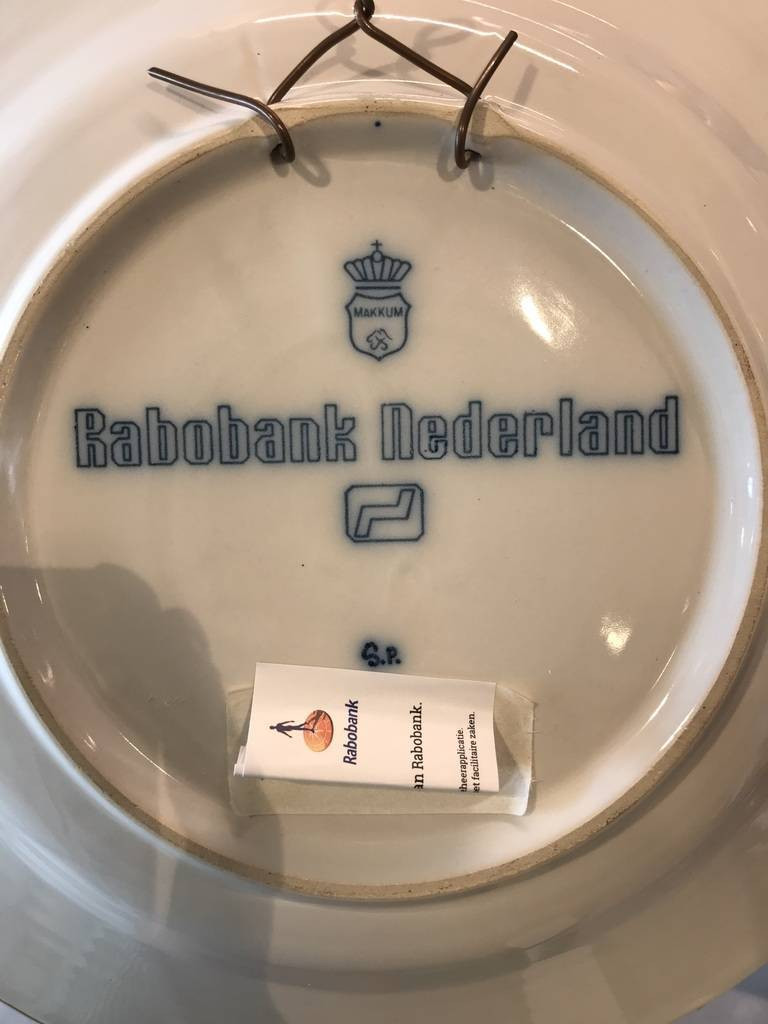 MAKKUM
Rabobank Nederland
S.P.
Rabobank
an Rabobank.
heerapplicatie.
et facilitaire zaken.